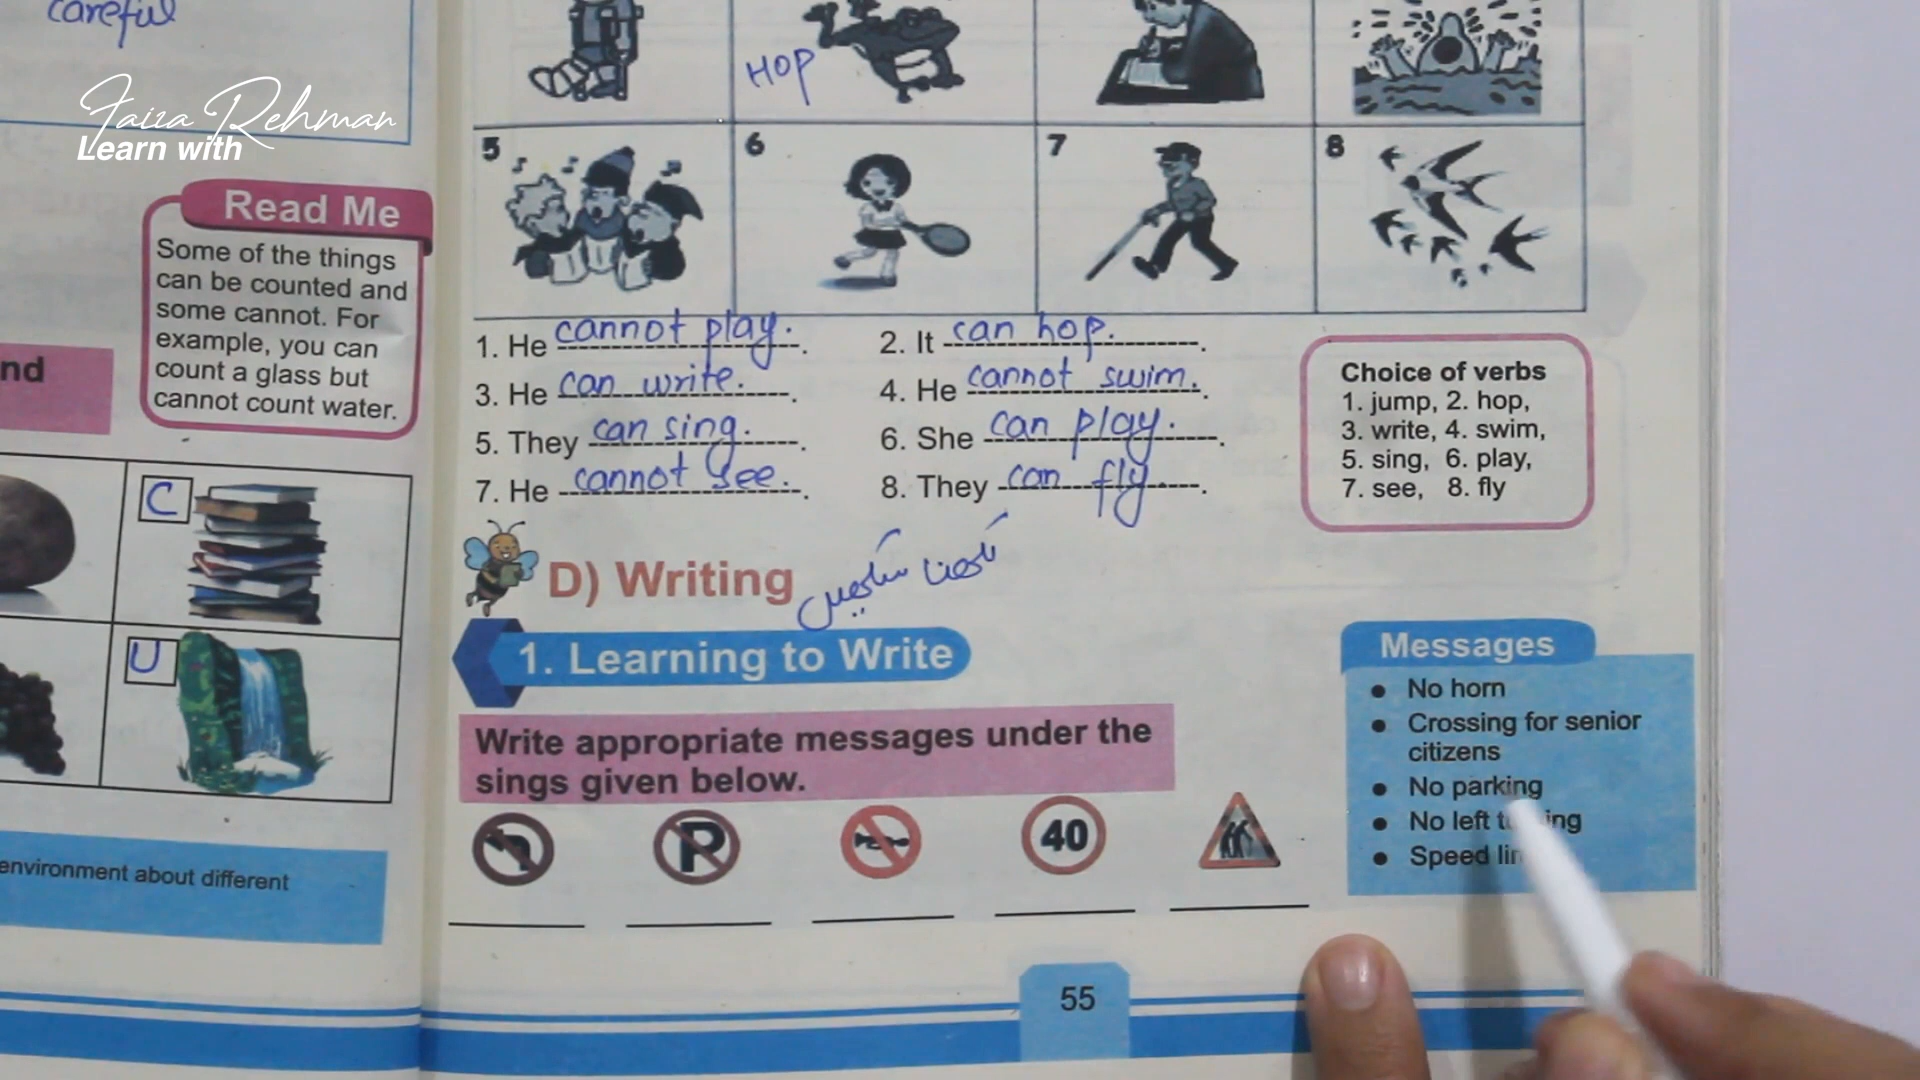 careful
Faiza Rehman
Learn with
Read Me
Some of the things
can be counted and
some cannot. For
example, you can
count a glass but
cannot count water.
nd
C
U
environment about different
HOP
5
6
7
8
1. He cannot play.
2. It can hop.
3. He can write.
4. He cannot swim.
5. They can sing.
6. She can play.
7. He cannot see.
8. They can fly.
Choice of verbs
1. jump, 2. hop,
3. write, 4. swim,
5. sing, 6. play,
7. see, 8. fly
D) Writing
1. Learning to Write
Write appropriate messages under the
sings given below.
P
40
Messages
No horn
Crossing for senior
citizens
No parking
No left
Speed
55